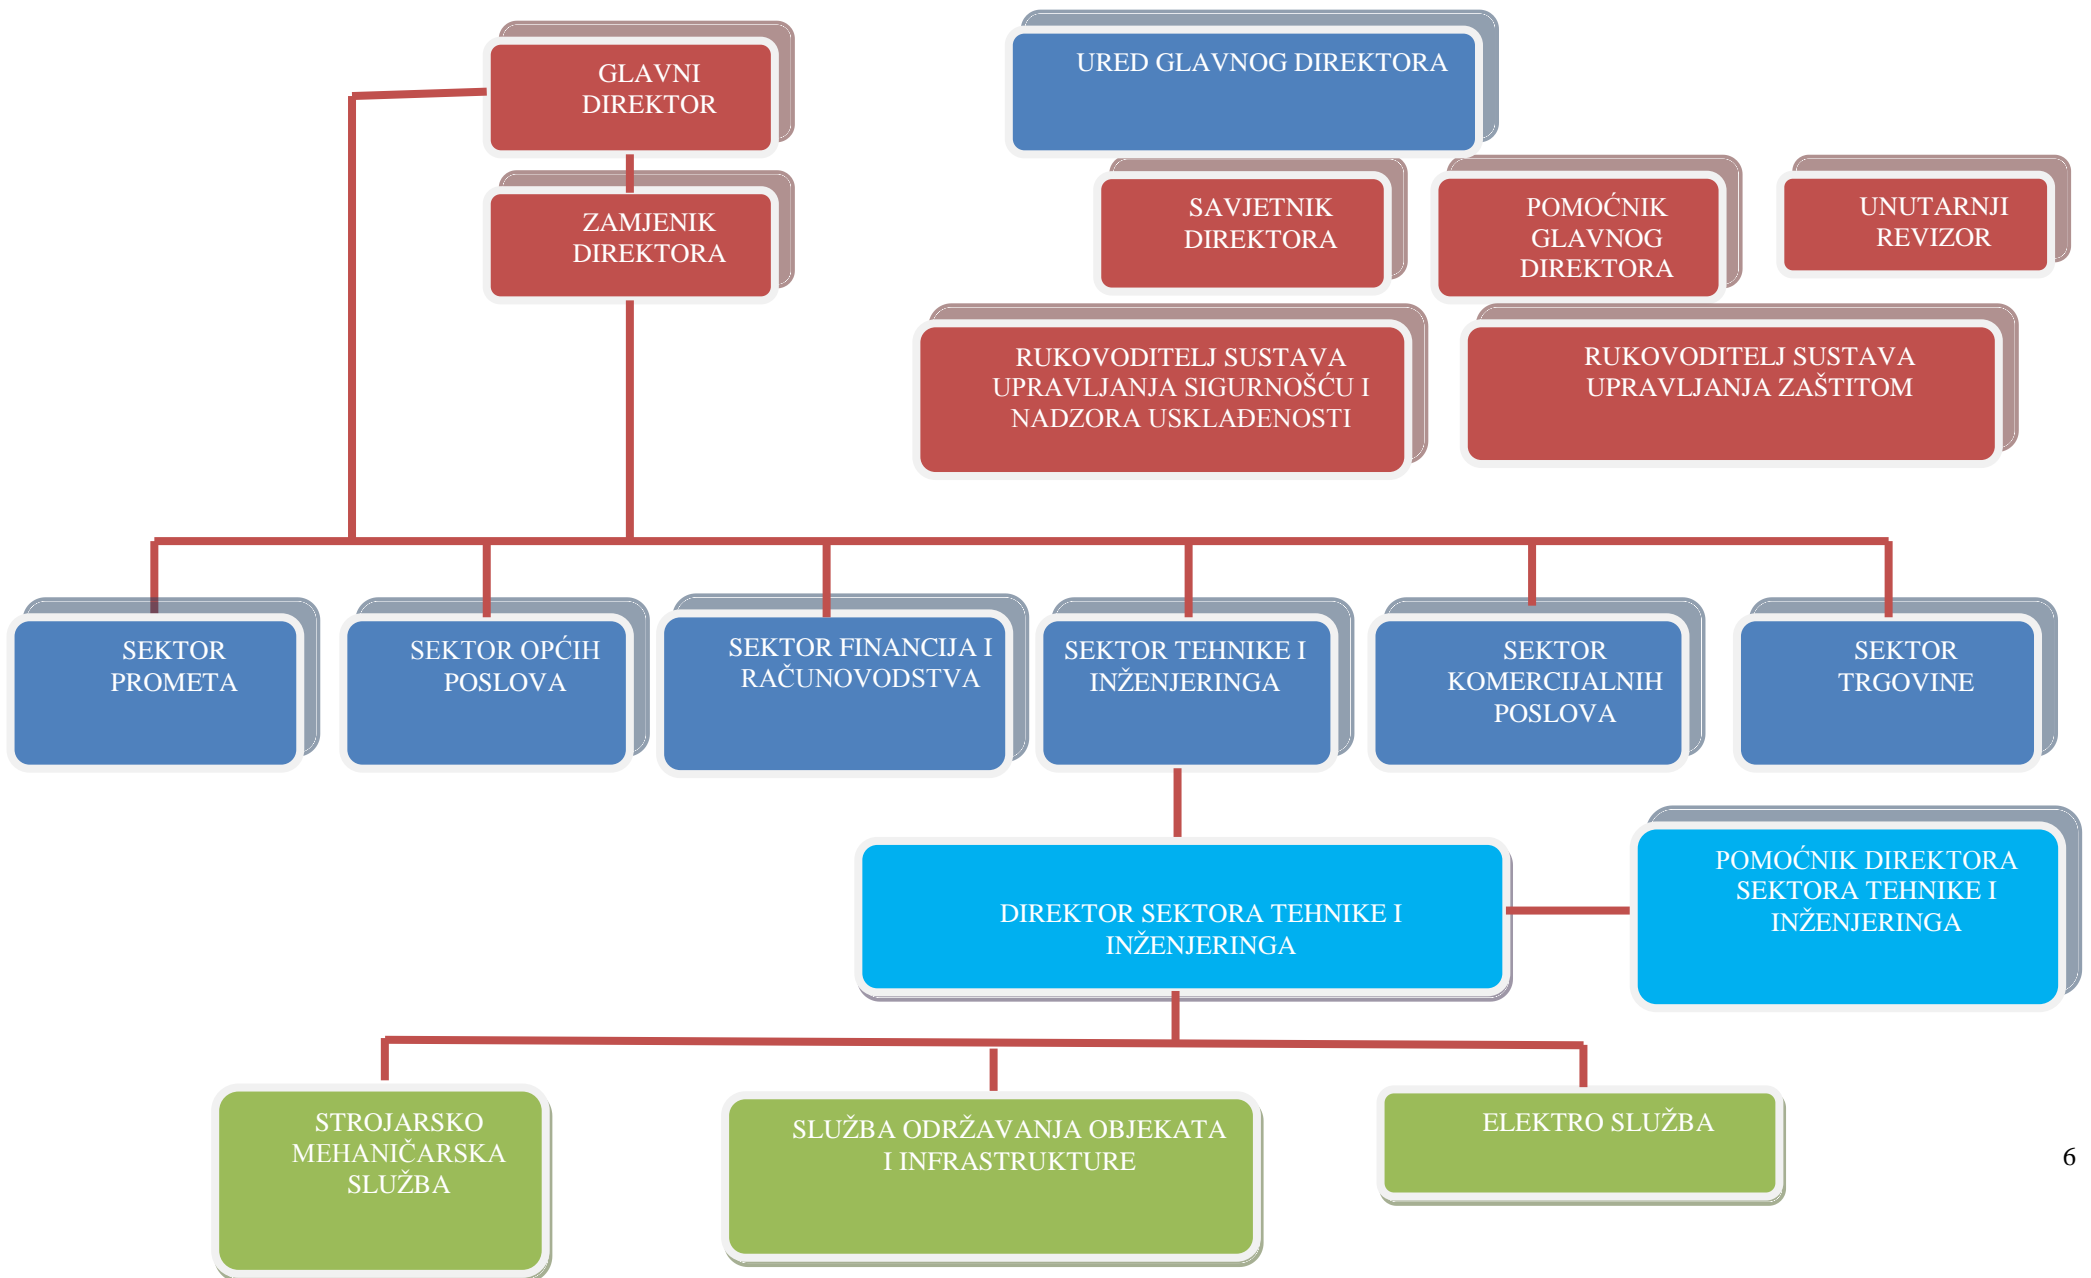 GLAVNI
DIREKTOR
URED GLAVNOG DIREKTORA
ZAMJENIK
DIREKTORA
SAVJETNIK
DIREKTORA
POMOĆNIK
GLAVNOG
DIREKTORA
UNUTARNJI
REVIZOR
RUKOVODITELJ SUSTAVA
UPRAVLJANJA SIGURNOŠĆU I
NADZORA USKLAĐENOSTI
RUKOVODITELJ SUSTAVA
UPRAVLJANJA ZAŠTITOM
SEKTOR
PROMETA
SEKTOR OPĆIH
POSLOVA
SEKTOR FINANCIJA I
RAČUNOVODSTVA
SEKTOR TEHNIKE I
INŽENJERINGA
SEKTOR
KOMERCIJALNIH
POSLOVA
SEKTOR
TRGOVINE
DIREKTOR SEKTORA TEHNIKE I
INŽENJERINGA
POMOĆNIK DIREKTORA
SEKTORA TEHNIKE I
INŽENJERINGA
STROJARSKO
MEHANIČARSKA
SLUŽBA
SLUŽBA ODRŽAVANJA OBJEKATA
I INFRASTRUKTURE
ELEKTRO SLUŽBA
6